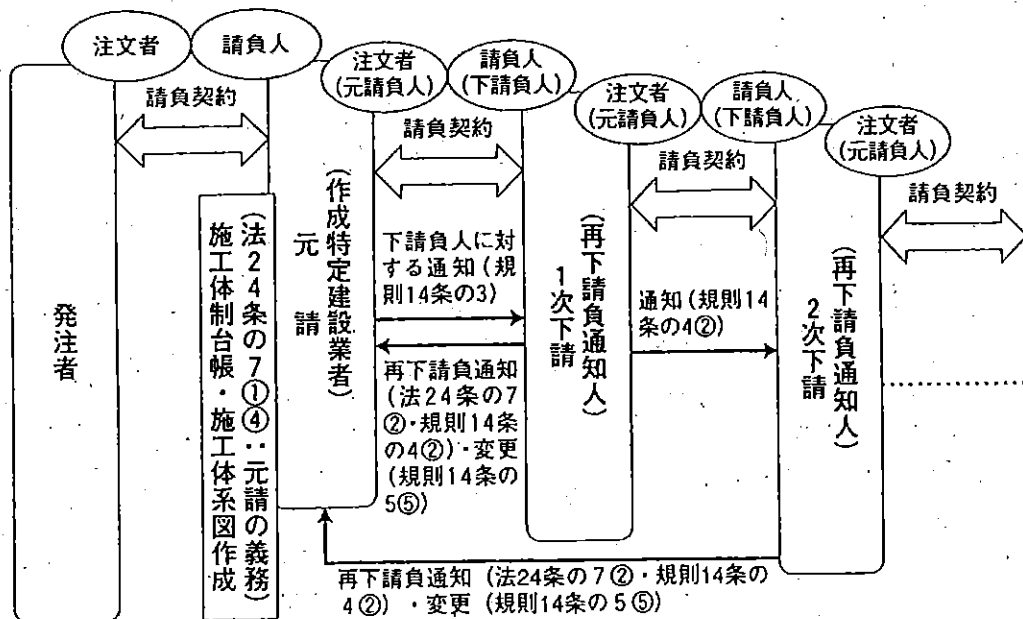 注文者
請負人
請負契約
注文者
(元請負人)
請負人
(下請負人)
請負契約
注文者
(元請負人)
請負人
(下請負人)
請負契約
注文者
(元請負人)
請負契約
発注者
(法24条の7①④‥元請の義務)
施工体制台帳・施工体系図作成
(作成特定建設業者)
元請
下請負人に対
する通知(規
則14条の3)
再下請負通知
(法24条の7
②・規則14条
の4②)・変更
(規則14条の
5⑤)
(再下請負通知人)
1次下請
通知(規則14
条の4②)
(再下請負通知人)
2次下請
再下請負通知(法24条の7②・規則14条の
4②)・変更(規則14条の5⑤)